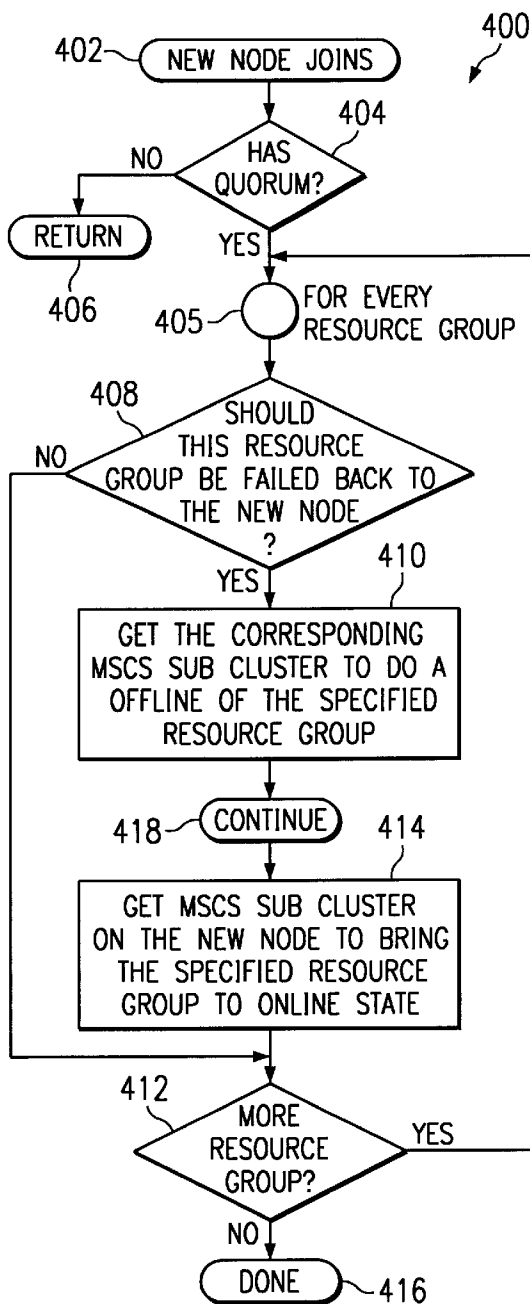 400
402
NEW NODE JOINS
404
HAS
QUORUM?
NO
YES
RETURN
406
405
FOR EVERY
RESOURCE GROUP
408
SHOULD
THIS RESOURCE
GROUP BE FAILED BACK TO
THE NEW NODE
?
NO
YES
410
GET THE CORRESPONDING
MSCS SUB CLUSTER TO DO A
OFFLINE OF THE SPECIFIED
RESOURCE GROUP
418
CONTINUE
414
GET MSCS SUB CLUSTER
ON THE NEW NODE TO BRING
THE SPECIFIED RESOURCE
GROUP TO ONLINE STATE
412
MORE
RESOURCE
GROUP?
YES
NO
DONE
416